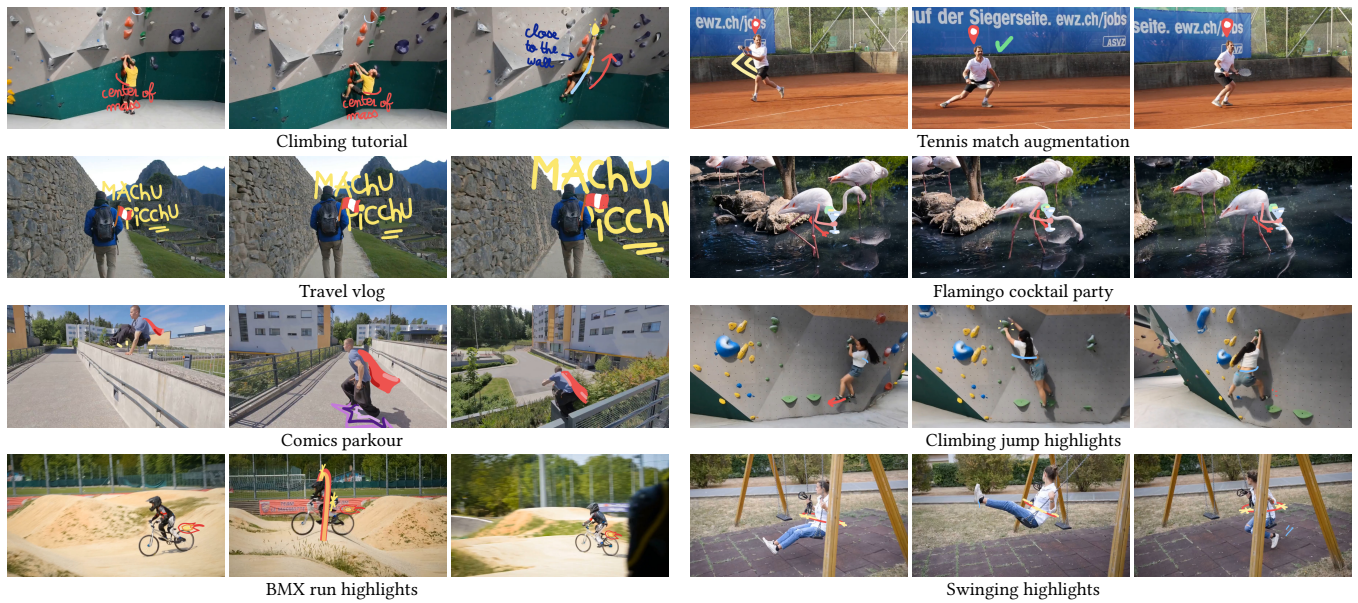 center of
mass
center of
mass
close
to the
wall
ewz.ch/jobs
auf der Siegerseite. ewz.ch/jobs
ASVZ
seite. ewz.ch/jobs
Climbing tutorial
Tennis match augmentation
MACHU
PICCHU
MACHU
PICCHU
MACHU
PICCHU
Travel vlog
Flamingo cocktail party
Comics parkour
Climbing jump highlights
BMX run highlights
Swinging highlights